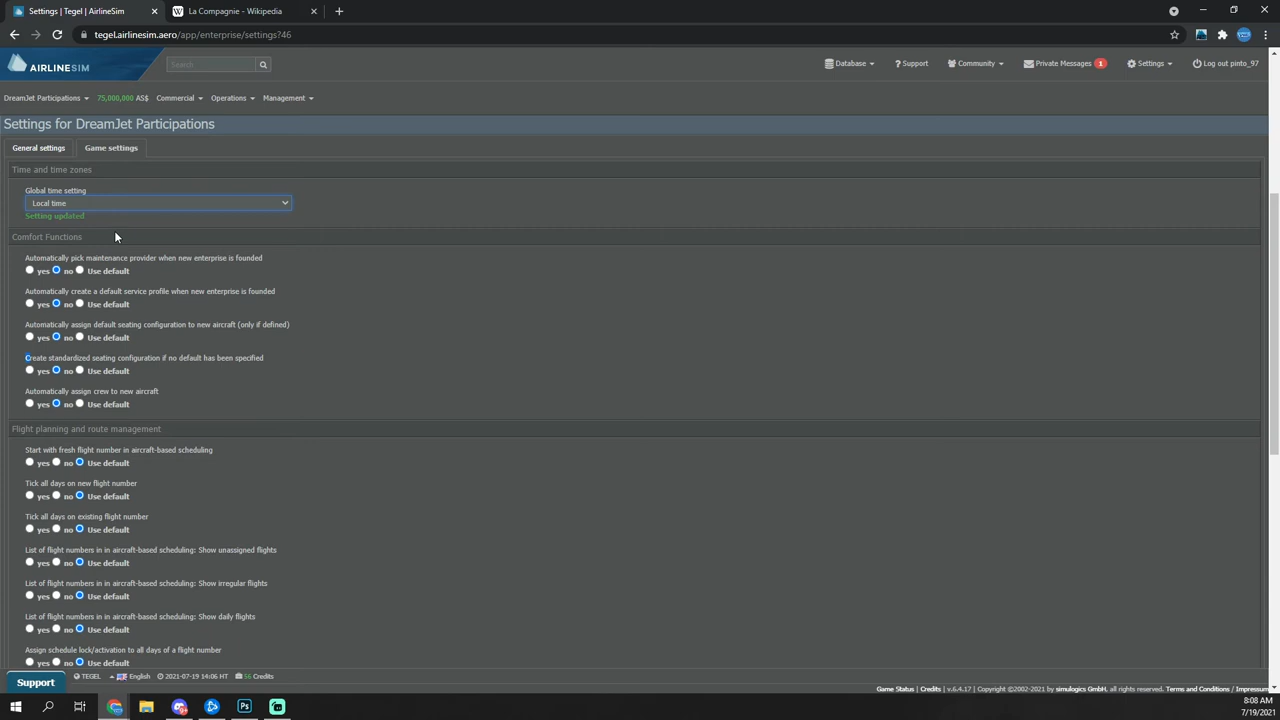 Settings | Tegel | AirlineSim
La Compagnie - Wikipedia
tegel.airlinesim.aero/app/enterprise/settings?46
AIRLINESIM
Search
Database
Support
Community
Private Messages 1
Settings
Log out pinto_97
DreamJet Participations
75,000,000 AS$
Commercial
Operations
Management
Settings for DreamJet Participations
General settings
Game settings
Time and time zones
Global time setting
Local time
Setting updated
Comfort Functions
Automatically pick maintenance provider when new enterprise is founded
yes no Use default
Automatically create a default service profile when new enterprise is founded
yes no Use default
Automatically assign default seating configuration to new aircraft (only if defined)
yes no Use default
Create standardized seating configuration if no default has been specified
yes no Use default
Automatically assign crew to new aircraft
yes no Use default
Flight planning and route management
Start with fresh flight number in aircraft-based scheduling
yes no Use default
Tick all days on new flight number
yes no Use default
Tick all days on existing flight number
yes no Use default
List of flight numbers in in aircraft-based scheduling: Show unassigned flights
yes no Use default
List of flight numbers in in aircraft-based scheduling: Show irregular flights
yes no Use default
List of flight numbers in in aircraft-based scheduling: Show daily flights
yes no Use default
Assign schedule lock/activation to all days of a flight number
yes no Use default
Support
TEGEL
English
2021-07-19 14:06 HT
56 Credits
Game Status | Credits | v.6.4.17 | Copyright ©2002-2021 by simulogics GmbH, all rights reserved. Terms and Conditions / Impressum
8:08 AM
7/19/2021